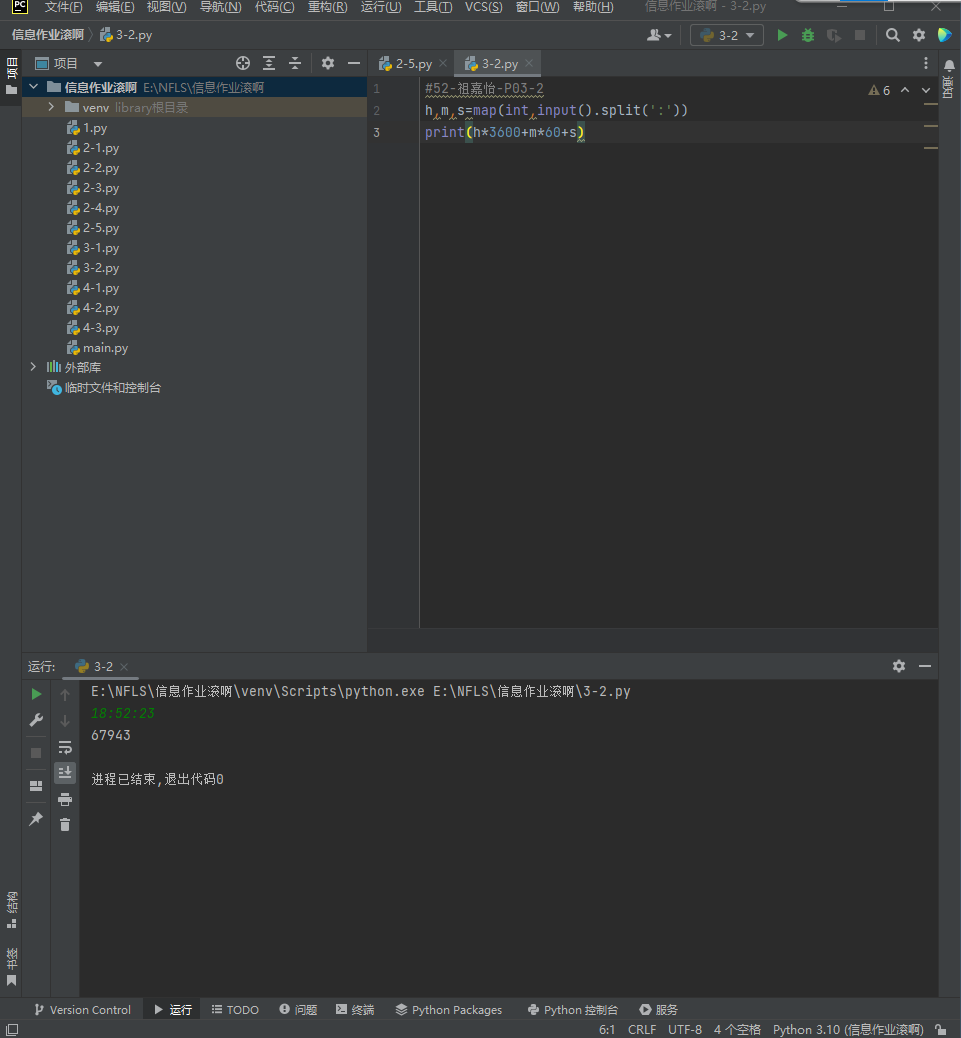 PC 文件(F) 编辑(E) 视图(V) 导航(N) 代码(C) 重构(R) 运行(U) 工具(T) VCS(S) 窗口(W) 帮助(H) 信息作业滚啊 - 3-2.py
信息作业滚啊 3-2.py 3-2
项目
项目
2-5.py 3-2.py
通知
信息作业滚啊 E:\NFLS\信息作业滚啊
venv library根目录
1.py
2-1.py
2-2.py
2-3.py
2-4.py
2-5.py
3-1.py
3-2.py
4-1.py
4-2.py
4-3.py
main.py
外部库
临时文件和控制台
1 #52-祖嘉怡-P03-2
2 h,m,s=map(int,input().split(':'))
3 print(h*3600+m*60+s)
6
运行: 3-2
E:\NFLS\信息作业滚啊\venv\Scripts\python.exe E:\NFLS\信息作业滚啊\3-2.py
18:52:23
67943
进程已结束,退出代码0
结构
书签
Version Control 运行 TODO 问题 终端 Python Packages Python 控制台 服务
6:1 CRLF UTF-8 4 个空格 Python 3.10 (信息作业滚啊)